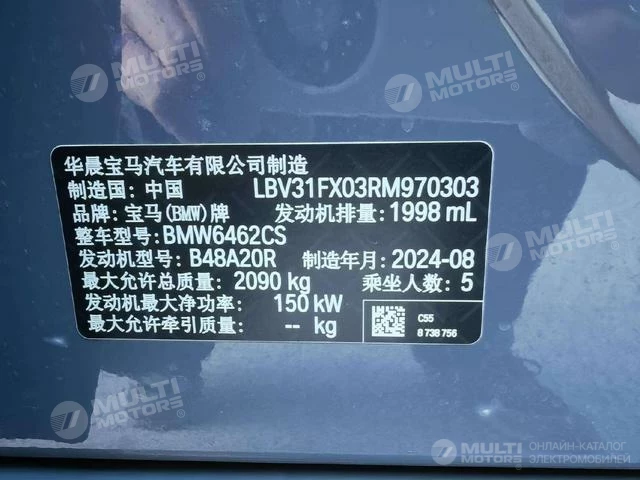 MULTI
MOTORS®
MULTI
MOTORS®
MULTI
MOTORS®
华晨宝马汽车有限公司制造
制造国：中国 LBV31FX03RM970303
品牌：宝马(BMW)牌 发动机排量：1998 mL
整车型号：BMW6462CS
发动机型号：B48A20R 制造年月：2024-08
最大允许总质量：2090 kg 乘坐人数：5
发动机最大净功率：150 kW
最大允许牵引质量：-- kg
C55
8 738 756
MULTI
MOTORS®
MULTI
MOTORS
ОНЛАЙН-КАТАЛОГ
ЭЛЕКТРОМОБИЛЕЙ